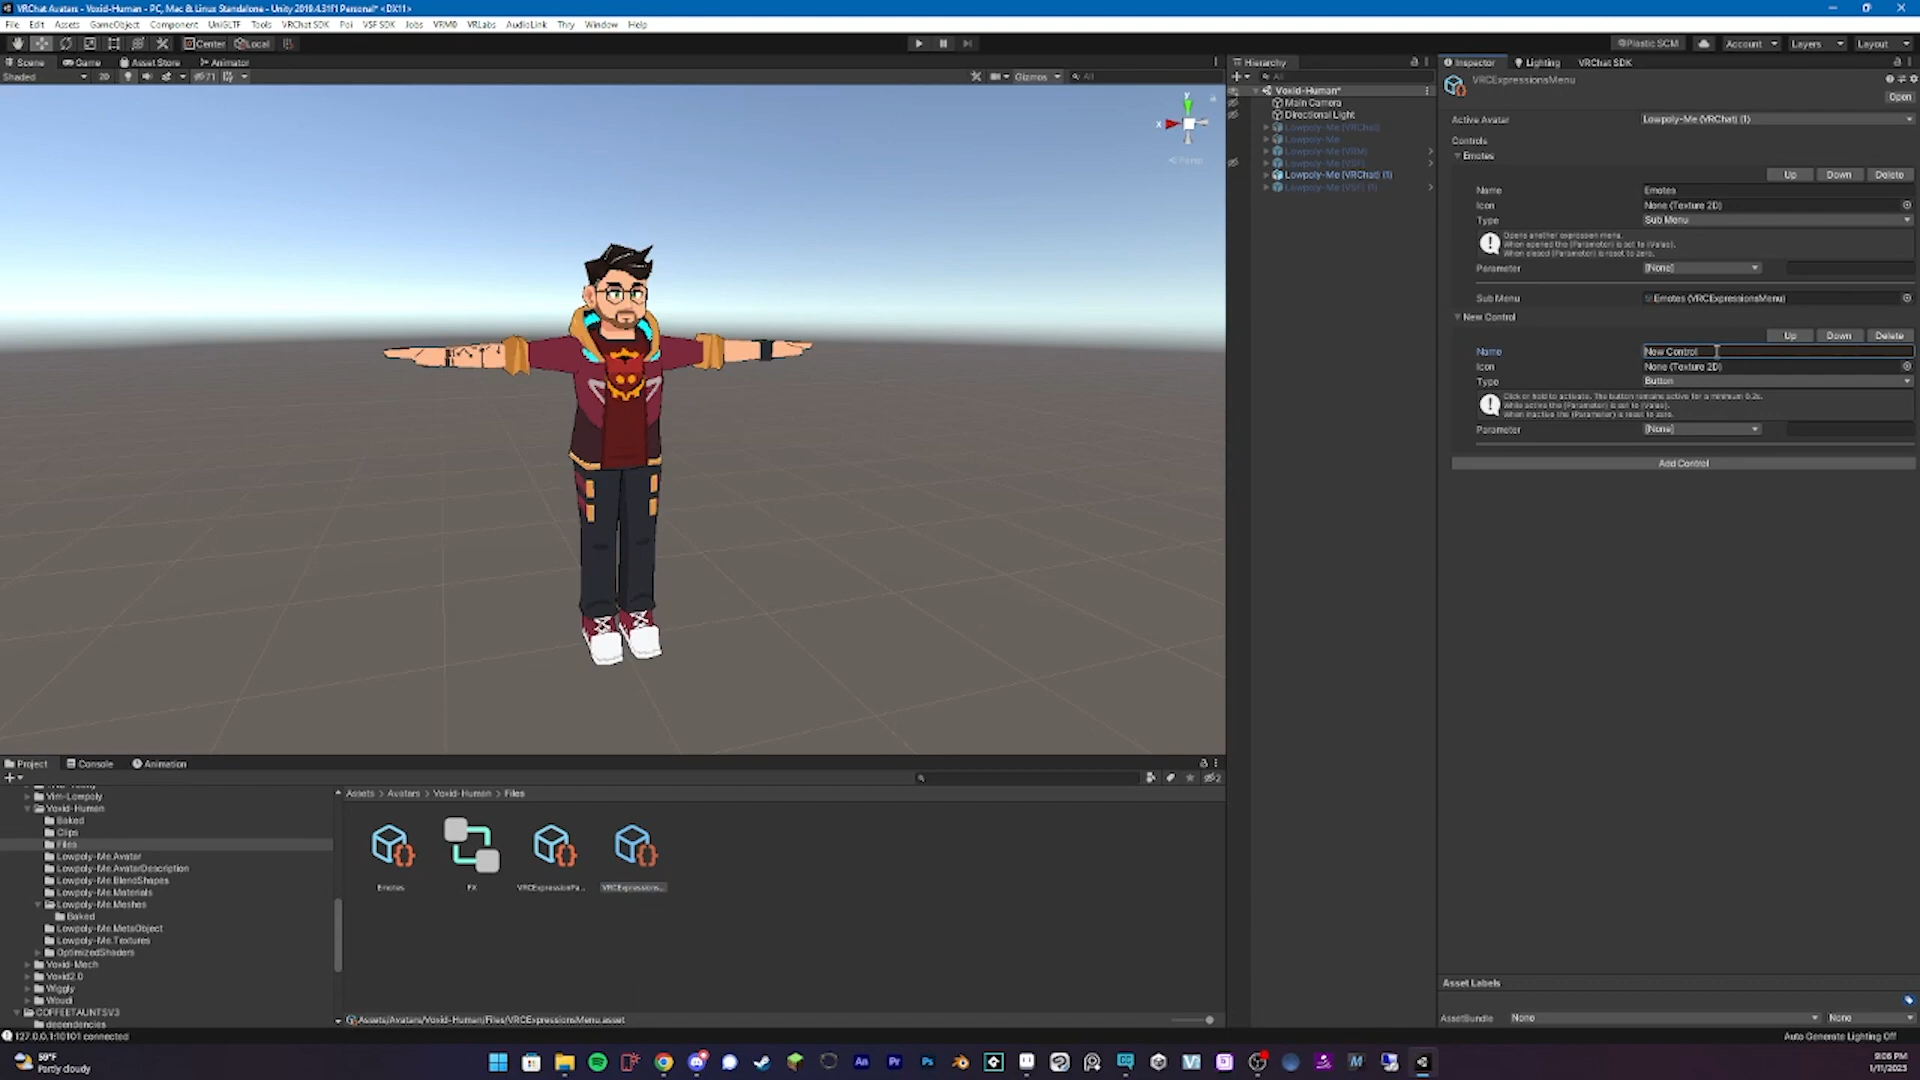 VRChat Avatars - Voxid-Human - PC, Mac & Linux Standalone - Unity 2019.4.31f1 Personal* <DX11>
File Edit Assets GameObject Component UniGLTF Tools VRChat SDK Poi VSF SDK Jobs VRM0 VRLabs AudioLink Thry Window Help
Center Local Plastic SCM Account Layers Layout
Scene Game Asset Store Animator
Shaded 2D 71 Gizmos All
Persp
Hierarchy
All
Voxid-Human*
Main Camera
Directional Light
Lowpoly-Me (VRChat)
Lowpoly-Me
Lowpoly-Me (VRM)
Lowpoly-Me (VSF)
Lowpoly-Me (VRChat) (1)
Lowpoly-Me (VSF) (1)
Inspector Lighting VRChat SDK
VRCExpressionsMenu
Open
Active Avatar Lowpoly-Me (VRChat) (1)
Controls
Emotes
Up Down Delete
Name Emotes
Icon None (Texture 2D)
Type Sub Menu
Opens another expression menu.
When opened the (Parameter) is set to (Value).
When closed (Parameter) is reset to zero.
Parameter [None]
Sub Menu Emotes (VRCExpressionsMenu)
New Control
Up Down Delete
Name New Control
Icon None (Texture 2D)
Type Button
Click or hold to activate. The button remains active for a minimum 0.2s.
While active the (Parameter) is set to (Value).
When inactive the (Parameter) is reset to zero.
Parameter [None]
Add Control
Asset Labels
AssetBundle None None
Auto Generate Lighting Off
Project Console Animation
2
Vim-Lowpoly
Voxid-Human
Baked
Clips
Files
Lowpoly-Me.Avatar
Lowpoly-Me.AvatarDescription
Lowpoly-Me.BlendShapes
Lowpoly-Me.Materials
Lowpoly-Me.Meshes
Baked
Lowpoly-Me.MetaObject
Lowpoly-Me.Textures
OptimizedShaders
Voxid-Mech
Voxid2.0
Wiggly
Woudi
COFFEETAUNTSV3
dependencies
Assets > Avatars > Voxid-Human > Files
Emotes FX VRCExpressionPa... VRCExpressions...
Assets/Avatars/Voxid-Human/Files/VRCExpressionsMenu.asset
127.0.0.1:10101 connected
59°F
Partly cloudy
An Pr Ps
9:06 PM
1/11/2023